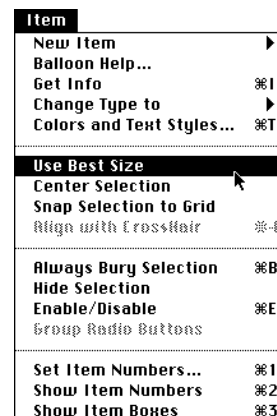 Item
New Item
Balloon Help...
Get Info ⌘I
Change Type to
Colors and Text Styles... ⌘T
Use Best Size
Center Selection
Snap Selection to Grid
Align with CrossHair
Always Bury Selection ⌘B
Hide Selection
Enable/Disable ⌘E
Group Radio Buttons
Set Item Numbers... ⌘1
Show Item Numbers ⌘2
Show Item Boxes ⌘3